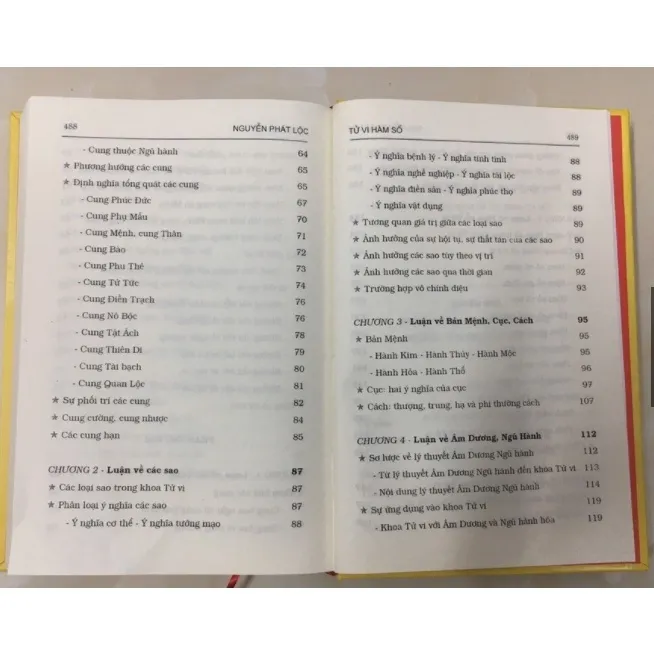 488 NGUYỄN PHÁT LỘC
- Cung thuộc Ngũ hành 64
★ Phương hướng các cung 65
★ Định nghĩa tổng quát các cung 65
- Cung Phúc Đức 67
- Cung Phụ Mẫu 70
- Cung Mệnh, cung Thân 71
- Cung Bào 72
- Cung Phu Thê 73
- Cung Tử Tức 74
- Cung Điền Trạch 76
- Cung Nô Bộc 76
- Cung Tật Ách 78
- Cung Thiên Di 79
- Cung Tài bạch 80
- Cung Quan Lộc 81
★ Sự phối trí các cung 82
★ Cung cường, cung nhược 84
★ Các cung hạn 85
CHƯƠNG 2 - Luận về các sao 87
★ Các loại sao trong khoa Tử vi 87
★ Phân loại ý nghĩa các sao 87
- Ý nghĩa cơ thể - Ý nghĩa tướng mạo 88
TỬ VI HÀM SỐ 489
- Ý nghĩa bệnh lý - Ý nghĩa tính tình 88
- Ý nghĩa nghề nghiệp - Ý nghĩa tài lộc 88
- Ý nghĩa điền sản - Ý nghĩa phúc thọ 89
- Ý nghĩa vật dụng 89
★ Tương quan giá trị giữa các loại sao 89
★ Ảnh hưởng của sự hội tụ, sự thất tán của các sao 90
★ Ảnh hưởng các sao tùy theo vị trí 91
★ Ảnh hưởng các sao qua thời gian 92
★ Trường hợp vô chính diệu 93
CHƯƠNG 3 - Luận về Bản Mệnh, Cục, Cách 95
★ Bản Mệnh 95
- Hành Kim - Hành Thủy - Hành Mộc 95
- Hành Hỏa - Hành Thổ 96
★ Cục: hai ý nghĩa của cục 97
★ Cách: thượng, trung, hạ và phi thường cách 107
CHƯƠNG 4 - Luận về Âm Dương, Ngũ Hành 112
★ Sơ lược về lý thuyết Âm Dương Ngũ hành 112
- Từ lý thuyết Âm Dương Ngũ hành đến khoa Tử vi 113
- Nội dung lý thuyết Âm Dương Ngũ hành 114
★ Sự ứng dụng vào khoa Tử vi 119
- Khoa Tử vi với Âm Dương và Ngũ hành hóa 119